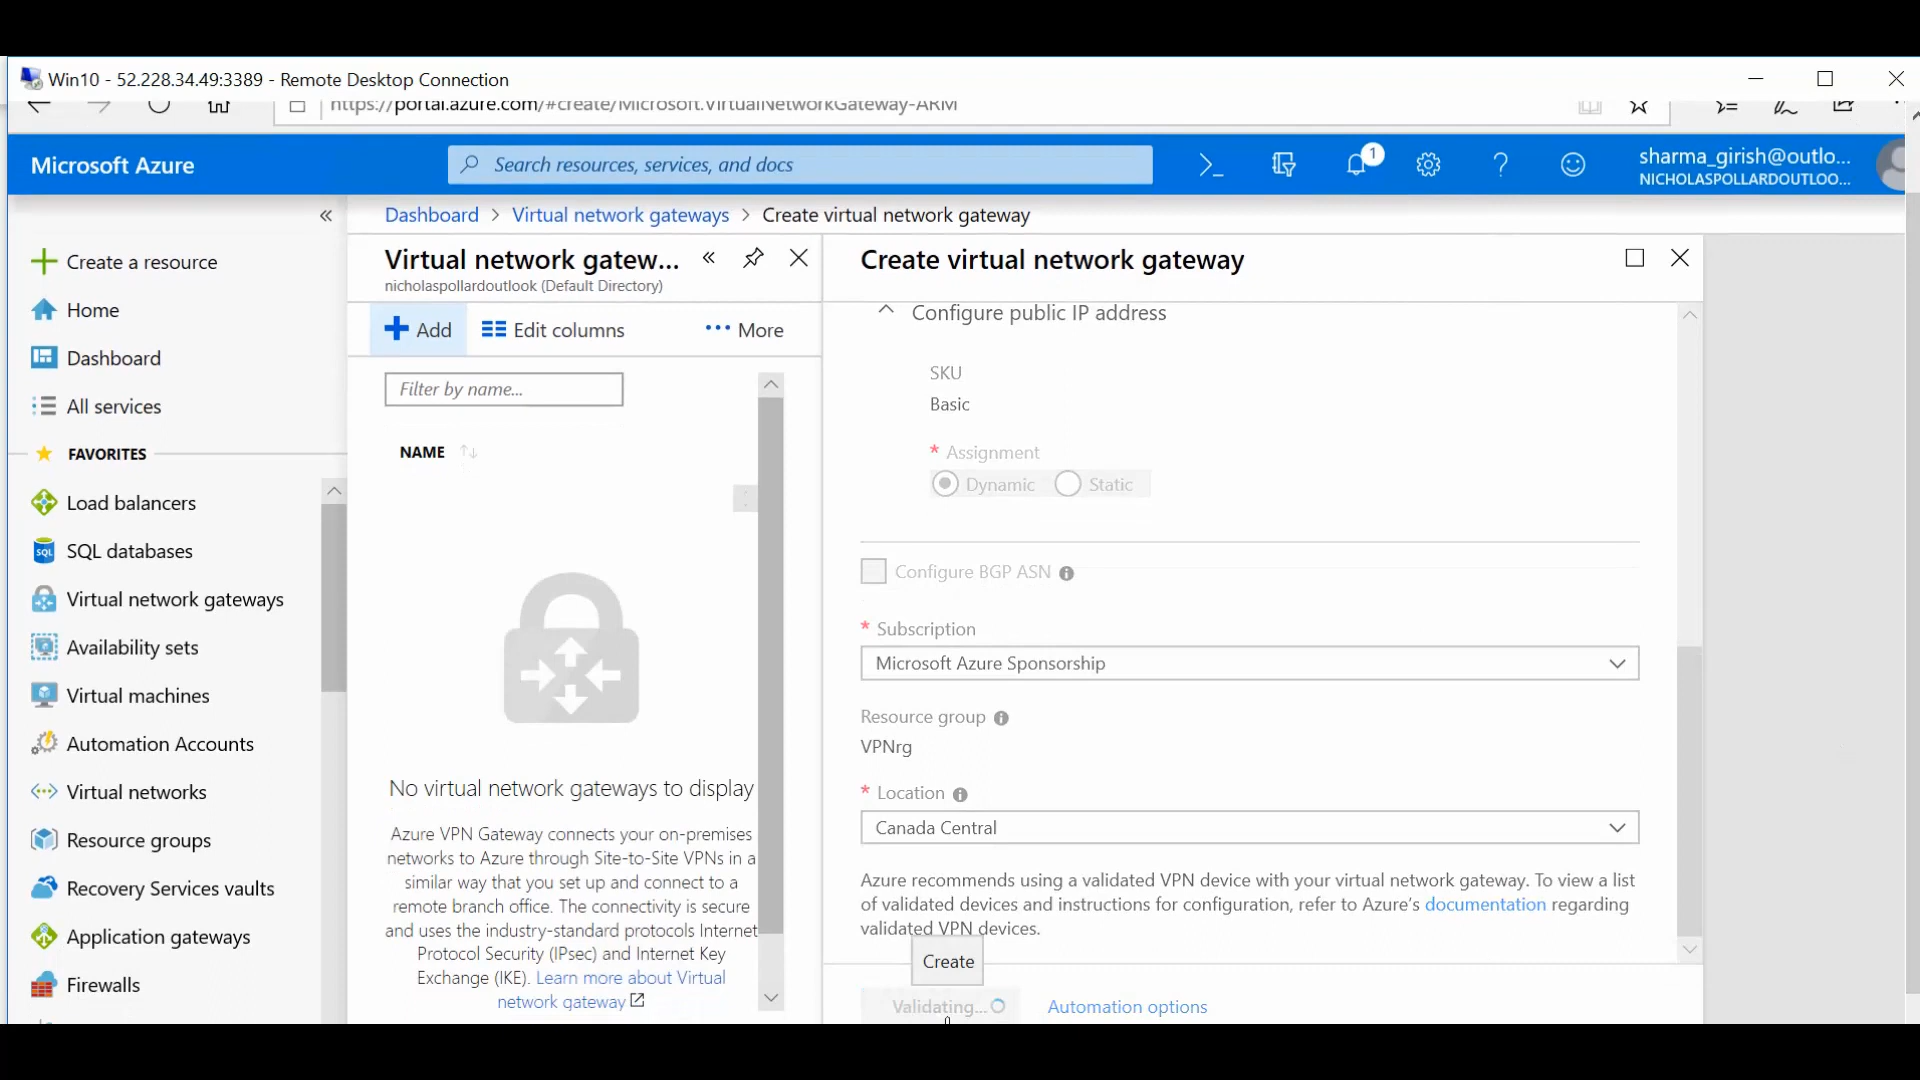 Win10 - 52.228.34.49:3389 - Remote Desktop Connection
https://portal.azure.com/#create/Microsoft.VirtualNetworkGateway-ARM
Microsoft Azure
Search resources, services, and docs
1
sharma_girish@outlo...
NICHOLASPOLLARDOUTLOO...
Dashboard > Virtual network gateways > Create virtual network gateway
Create a resource
Home
Dashboard
All services
FAVORITES
Load balancers
SQL databases
Virtual network gateways
Availability sets
Virtual machines
Automation Accounts
Virtual networks
Resource groups
Recovery Services vaults
Application gateways
Firewalls
Virtual network gatew...
nicholaspollardoutlook (Default Directory)
Add
Edit columns
More
Filter by name...
NAME
No virtual network gateways to display
Azure VPN Gateway connects your on-premises
networks to Azure through Site-to-Site VPNs in a
similar way that you set up and connect to a
remote branch office. The connectivity is secure
and uses the industry-standard protocols Internet
Protocol Security (IPsec) and Internet Key
Exchange (IKE). Learn more about Virtual
network gateway
Create virtual network gateway
Configure public IP address
SKU
Basic
* Assignment
Dynamic Static
Configure BGP ASN
* Subscription
Microsoft Azure Sponsorship
Resource group
VPNrg
* Location
Canada Central
Azure recommends using a validated VPN device with your virtual network gateway. To view a list
of validated devices and instructions for configuration, refer to Azure's documentation regarding
validated VPN devices.
Create
Validating...
Automation options